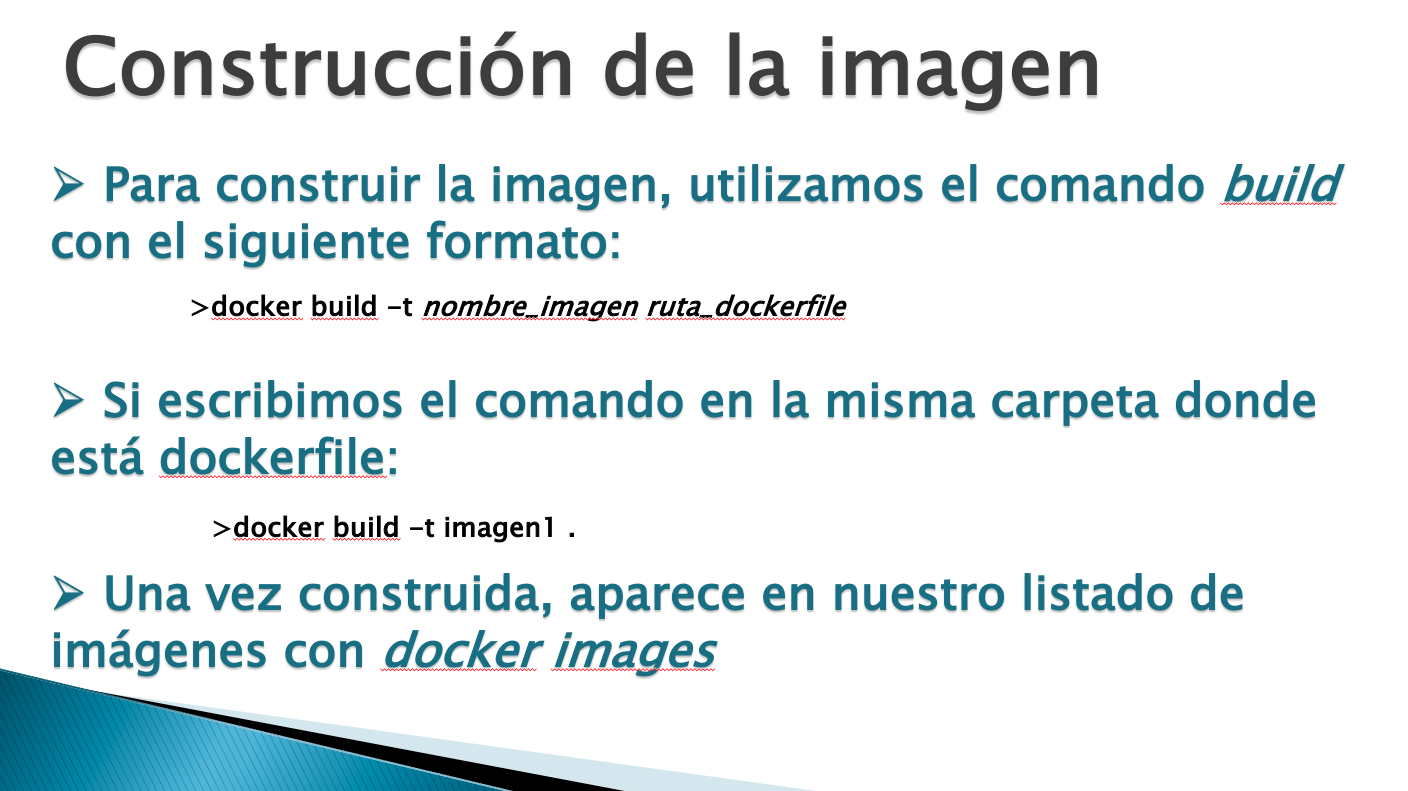 Construcción de la imagen
➢ Para construir la imagen, utilizamos el comando build
con el siguiente formato:
>docker build –t nombre_imagen ruta_dockerfile
➢ Si escribimos el comando en la misma carpeta donde
está dockerfile:
>docker build –t imagen1 .
➢ Una vez construida, aparece en nuestro listado de
imágenes con docker images